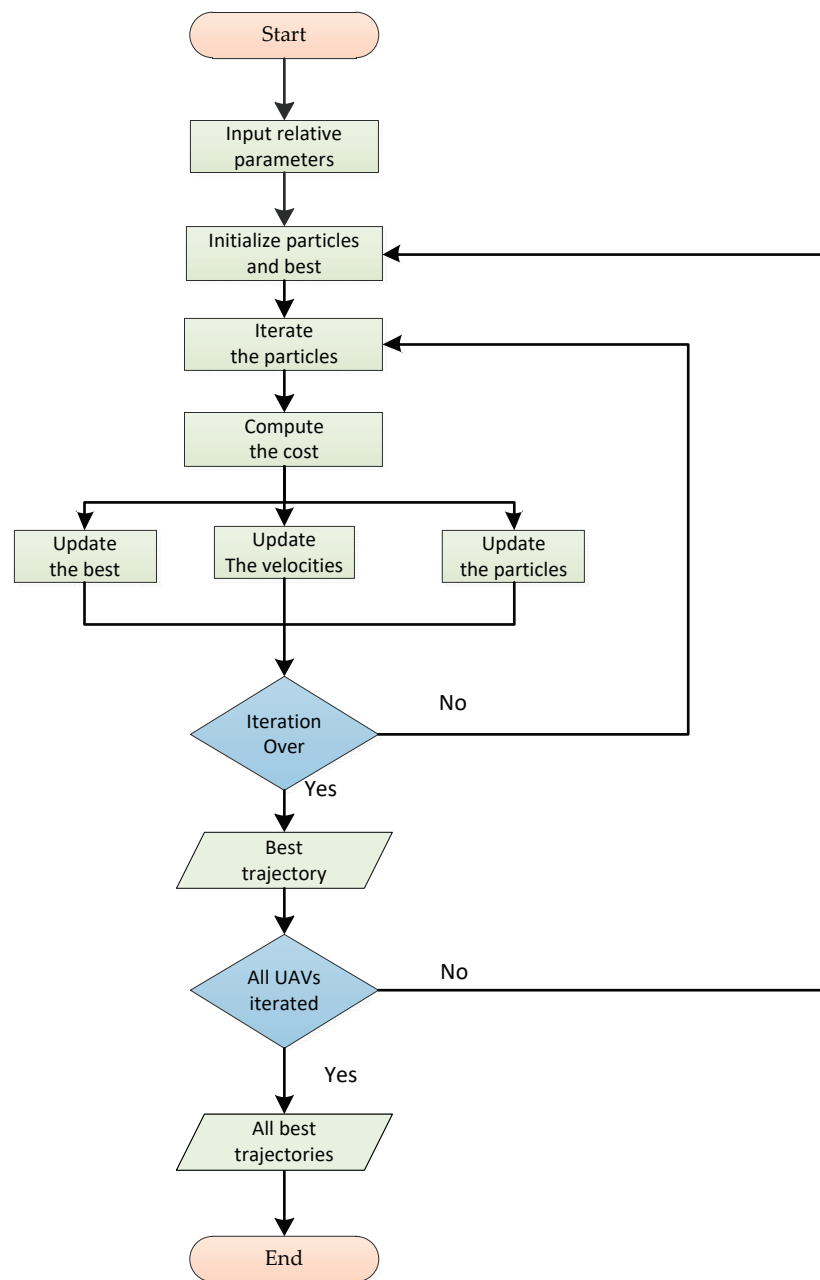 Start
Input relative
parameters
Initialize particles
and best
Iterate
the particles
Compute
the cost
Update
the best
Update
The velocities
Update
the particles
Iteration
Over
No
Yes
Best
trajectory
All UAVs
iterated
No
Yes
All best
trajectories
End